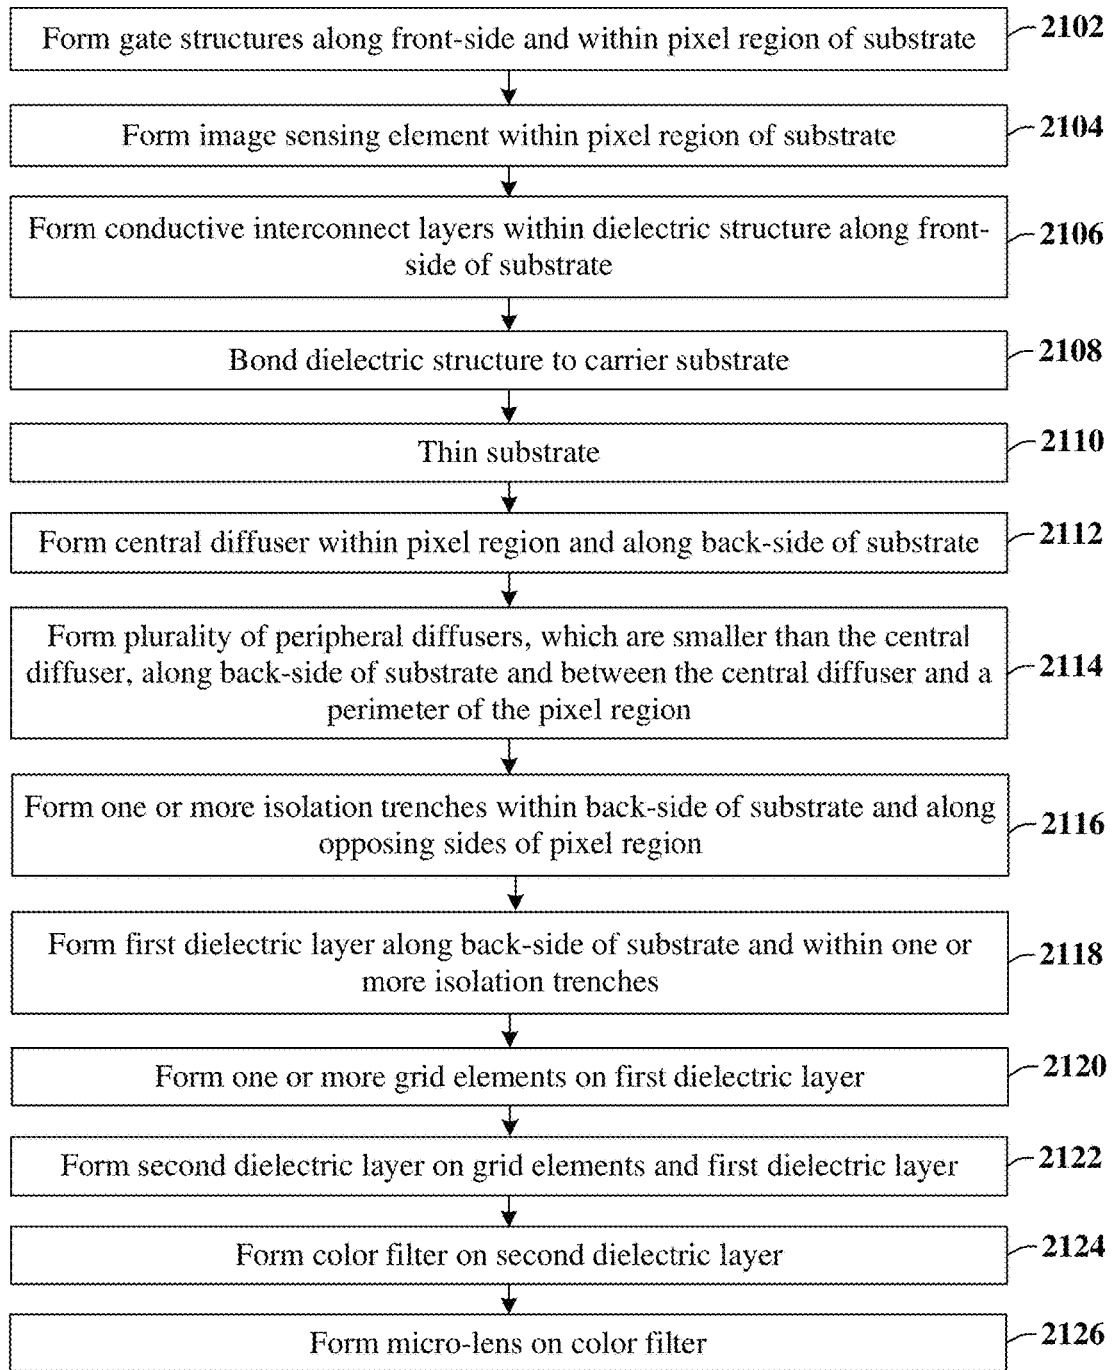 Form gate structures along front-side and within pixel region of substrate
2102
Form image sensing element within pixel region of substrate
2104
Form conductive interconnect layers within dielectric structure along front-
side of substrate
2106
Bond dielectric structure to carrier substrate
2108
Thin substrate
2110
Form central diffuser within pixel region and along back-side of substrate
2112
Form plurality of peripheral diffusers, which are smaller than the central
diffuser, along back-side of substrate and between the central diffuser and a
perimeter of the pixel region
2114
Form one or more isolation trenches within back-side of substrate and along
opposing sides of pixel region
2116
Form first dielectric layer along back-side of substrate and within one or
more isolation trenches
2118
Form one or more grid elements on first dielectric layer
2120
Form second dielectric layer on grid elements and first dielectric layer
2122
Form color filter on second dielectric layer
2124
Form micro-lens on color filter
2126